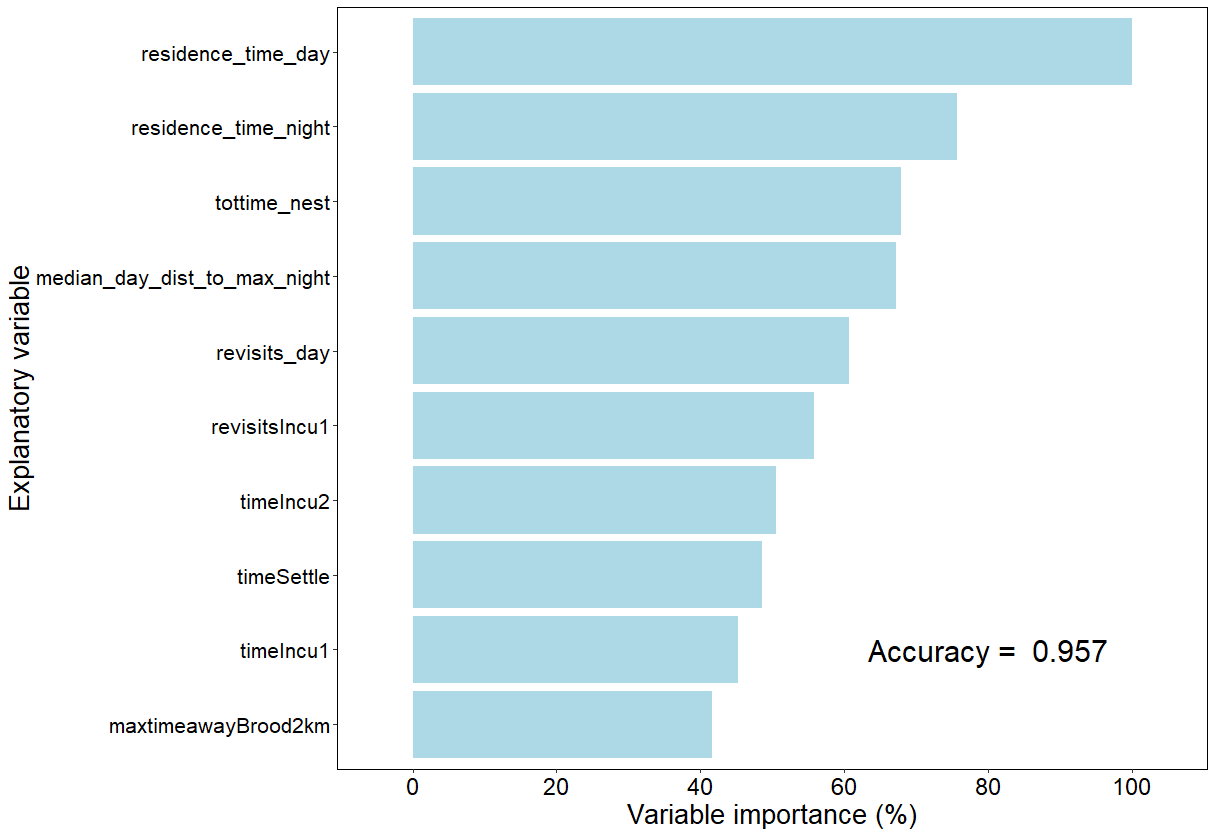 residence_time_day
residence_time_night
tottime_nest
median_day_dist_to_max_night
revisits_day
revisitsIncu1
timeIncu2
timeSettle
timeIncu1
maxtimeawayBrood2km
Explanatory variable
Accuracy = 0.957
0 20 40 60 80 100
Variable importance (%)